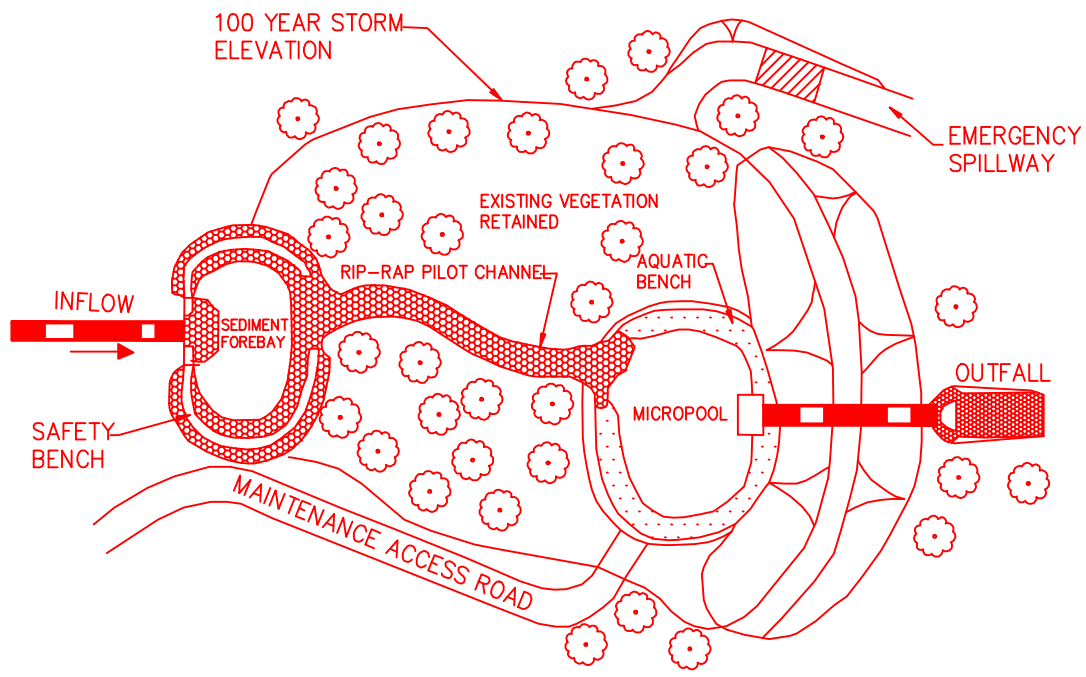 100 YEAR STORM
ELEVATION
EMERGENCY
SPILLWAY
EXISTING VEGETATION
RETAINED
RIP-RAP PILOT CHANNEL
AQUATIC
BENCH
INFLOW
SEDIMENT
FOREBAY
OUTFALL
MICROPOOL
SAFETY
BENCH
MAINTENANCE ACCESS ROAD